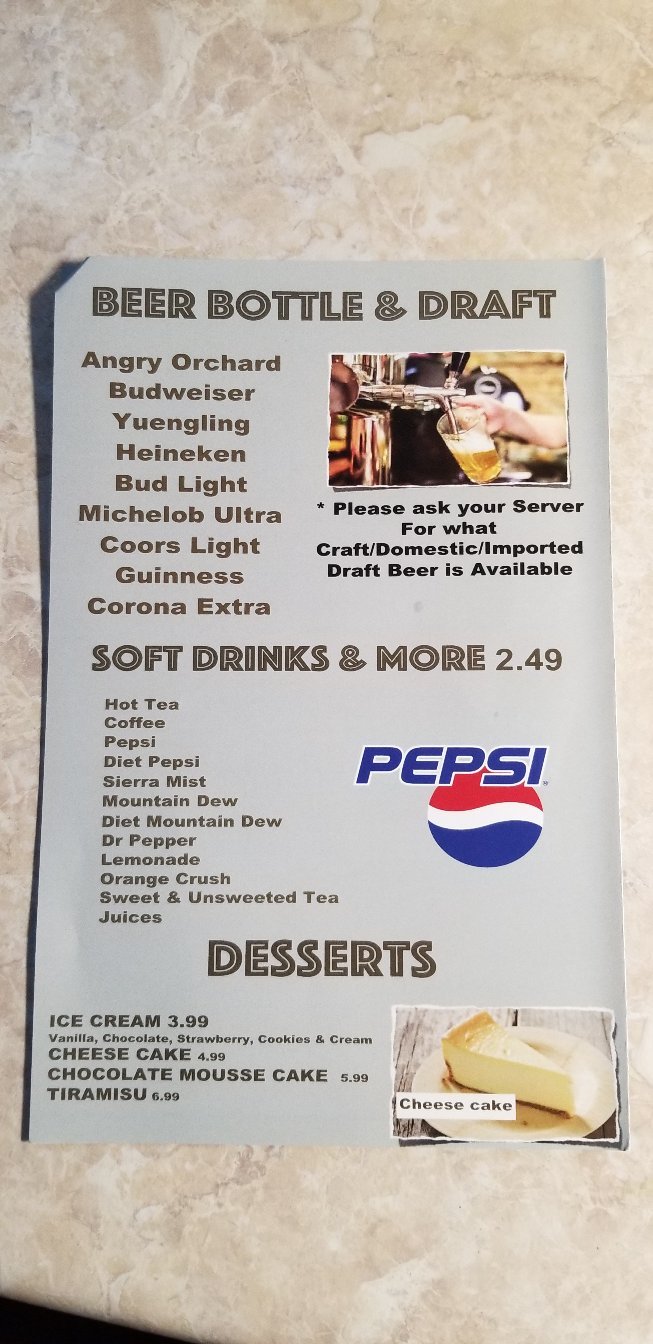 BEER BOTTLE & DRAFT
Angry Orchard
Budweiser
Yuengling
Heineken
Bud Light
Michelob Ultra
Coors Light
Guinness
Corona Extra
* Please ask your Server
For what
Craft/Domestic/Imported
Draft Beer is Available
SOFT DRINKS & MORE 2.49
Hot Tea
Coffee
Pepsi
Diet Pepsi
Sierra Mist
Mountain Dew
Diet Mountain Dew
Dr Pepper
Lemonade
Orange Crush
Sweet & Unsweeted Tea
Juices
PEPSI®
DESSERTS
ICE CREAM 3.99
Vanilla, Chocolate, Strawberry, Cookies & Cream
CHEESE CAKE 4.99
CHOCOLATE MOUSSE CAKE 5.99
TIRAMISU 6.99
Cheese cake